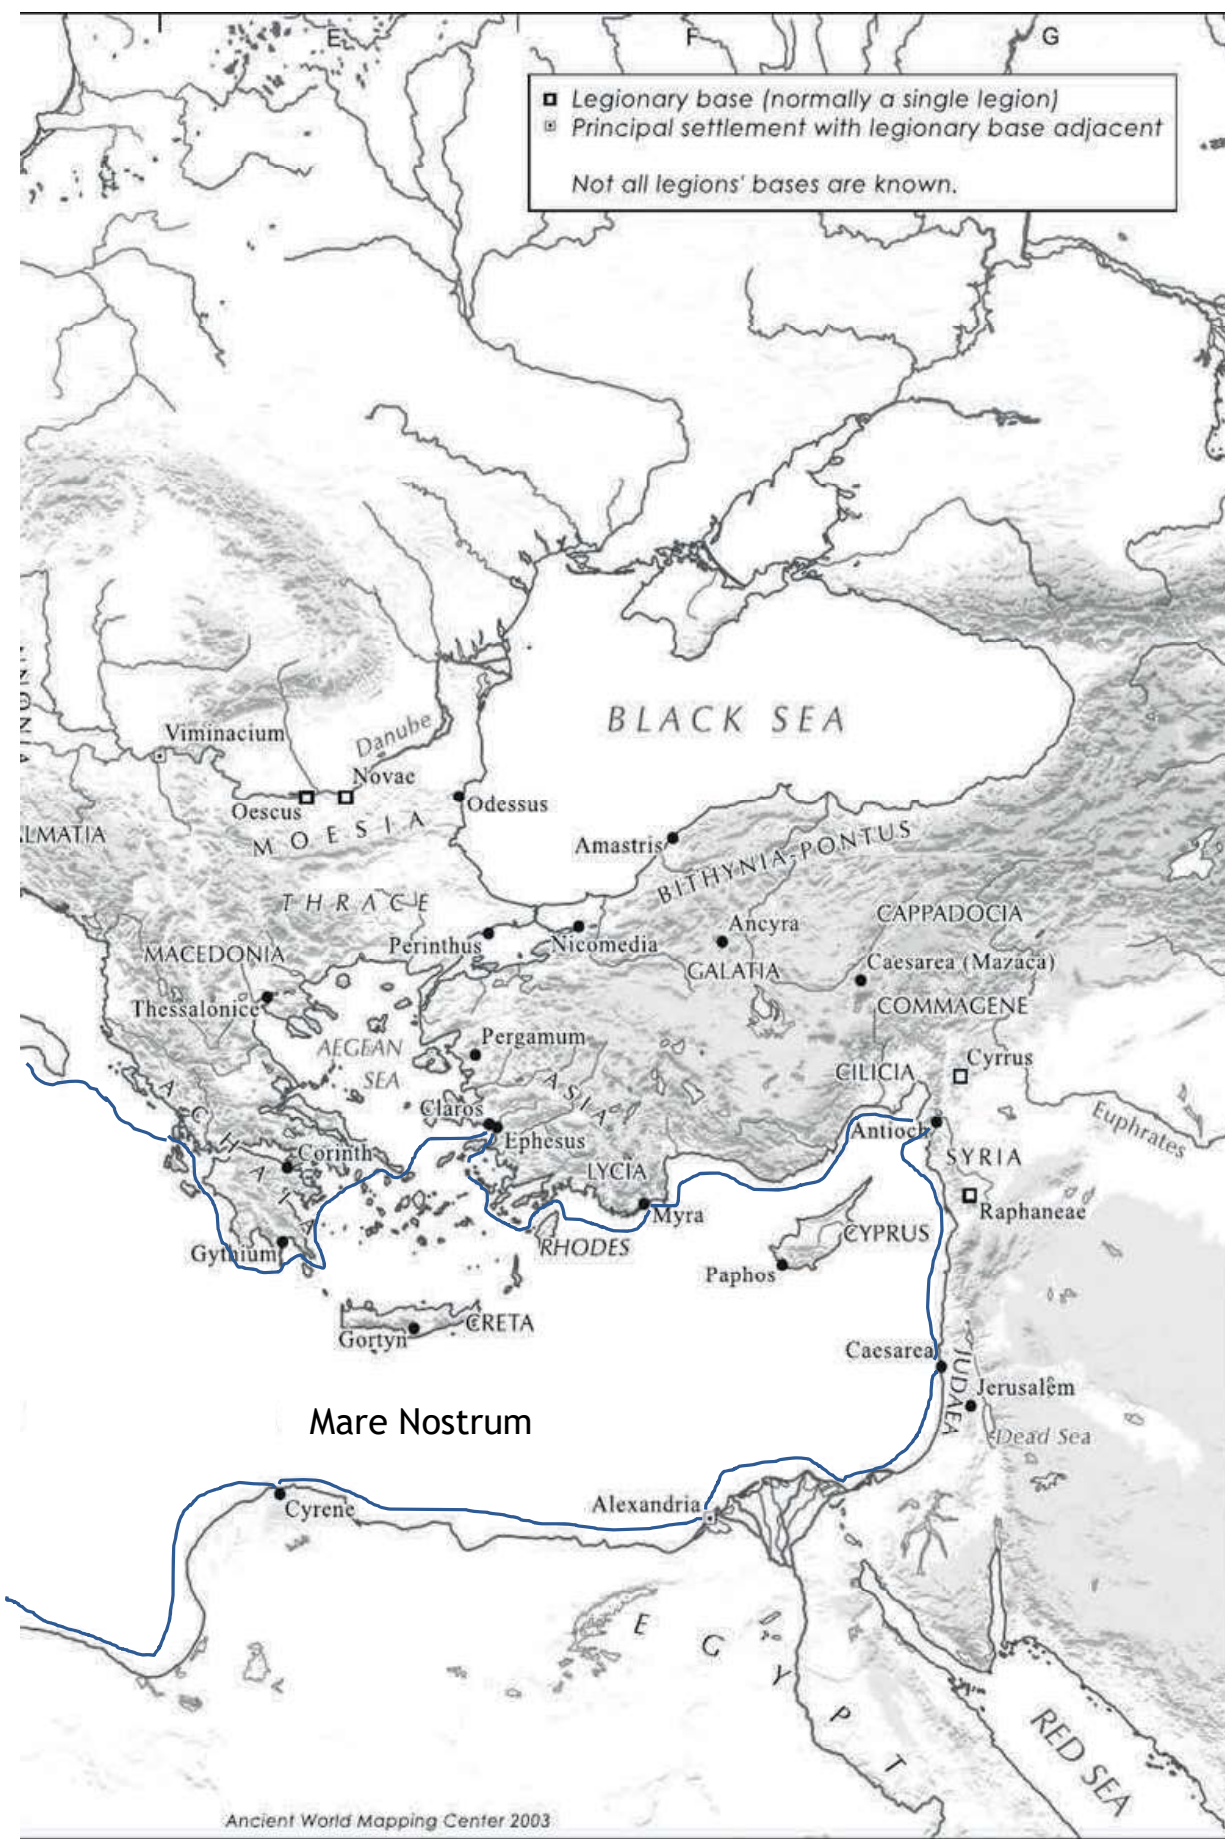 E
F
G
Legionary base (normally a single legion)
Principal settlement with legionary base adjacent
Not all legions' bases are known.
BLACK SEA
Viminacium
Danube
Novae
Oescus
Odessus
MOESIA
ALMATIA
Amastris
BITHYNIA-PONTUS
THRACE
CAPPADOCIA
Ancyra
Perinthus
Nicomedia
MACEDONIA
GALATIA
Caesarea (Mazaca)
Thessalonice
COMMAGENE
Pergamum
AEGEAN
SEA
Cyrrus
CILICIA
ASIA
Claros
Euphrates
Ephesus
Antioch
ACHAIA
Corinth
SYRIA
LYCIA
Raphaneae
Myra
CYPRUS
Gythium
RHODES
Paphos
CRETA
Gortyn
Caesarea
JUDAEA
Jerusalem
Mare Nostrum
Dead Sea
Alexandria
Cyrene
EGYPT
RED SEA
Ancient World Mapping Center 2003